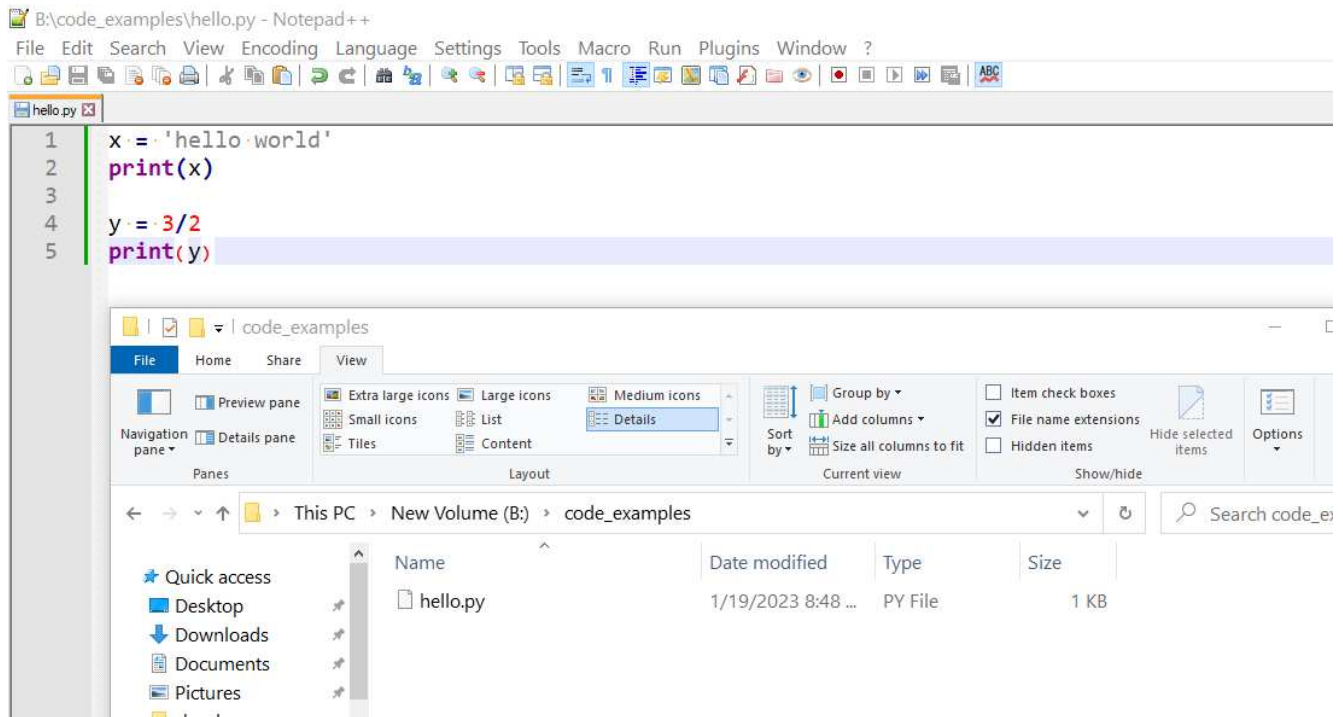 B:\code_examples\hello.py - Notepad++
File Edit Search View Encoding Language Settings Tools Macro Run Plugins Window ?
ABC
hello.py
1 x = 'hello world'
2 print(x)
3
4 y = 3/2
5 print(y)
code_examples
File Home Share View
Preview pane
Details pane
Navigation pane
Extra large icons Large icons Medium icons
Small icons List Details
Tiles Content
Sort by
Group by
Add columns
Size all columns to fit
Item check boxes
File name extensions
Hidden items
Hide selected items
Options
Panes Layout Current view Show/hide
This PC New Volume (B:) code_examples
Search code_e
Name Date modified Type Size
hello.py 1/19/2023 8:48 ... PY File 1 KB
Quick access
Desktop
Downloads
Documents
Pictures